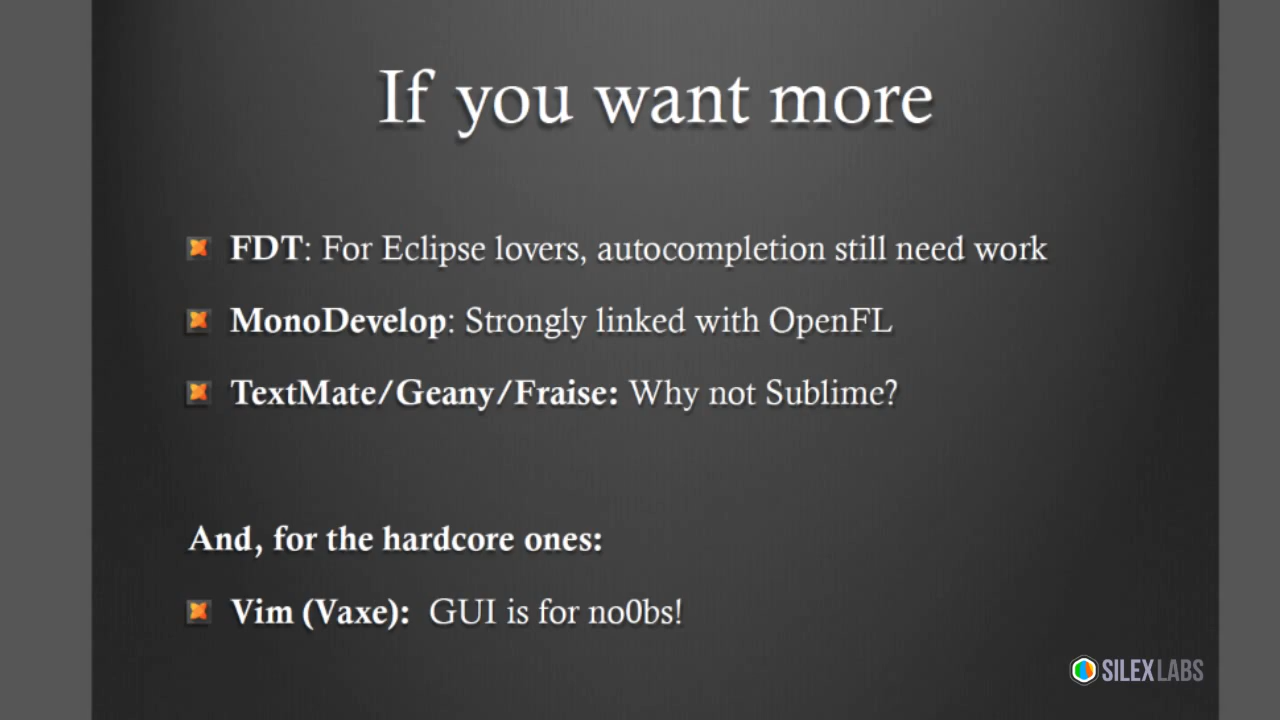 If you want more
FDT: For Eclipse lovers, autocompletion still need work
MonoDevelop: Strongly linked with OpenFL
TextMate/Geany/Fraise: Why not Sublime?
And, for the hardcore ones:
Vim (Vaxe): GUI is for no0bs!
SILEX LABS